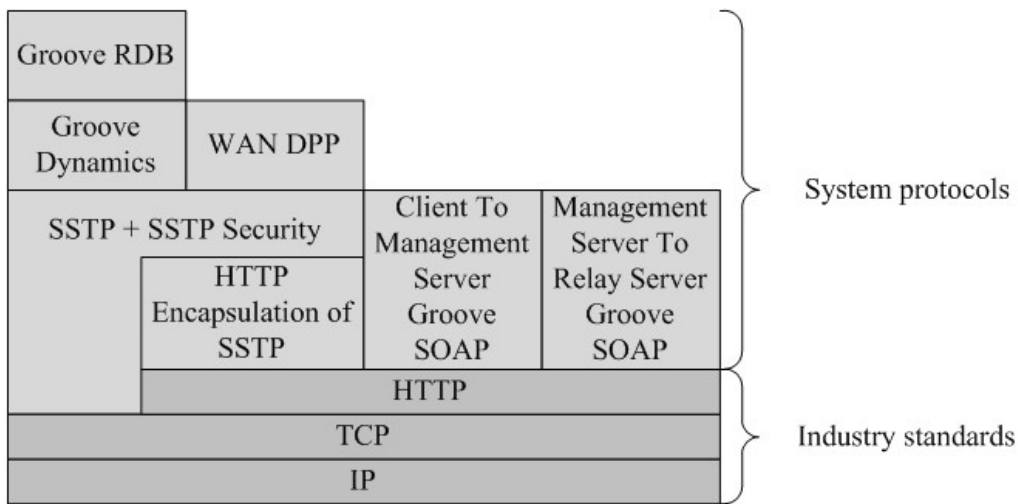 Groove RDB
Groove
Dynamics
WAN DPP
SSTP + SSTP Security
HTTP
Encapsulation of
SSTP
Client To
Management
Server
Groove
SOAP
Management
Server To
Relay Server
Groove
SOAP
System protocols
HTTP
TCP
IP
Industry standards